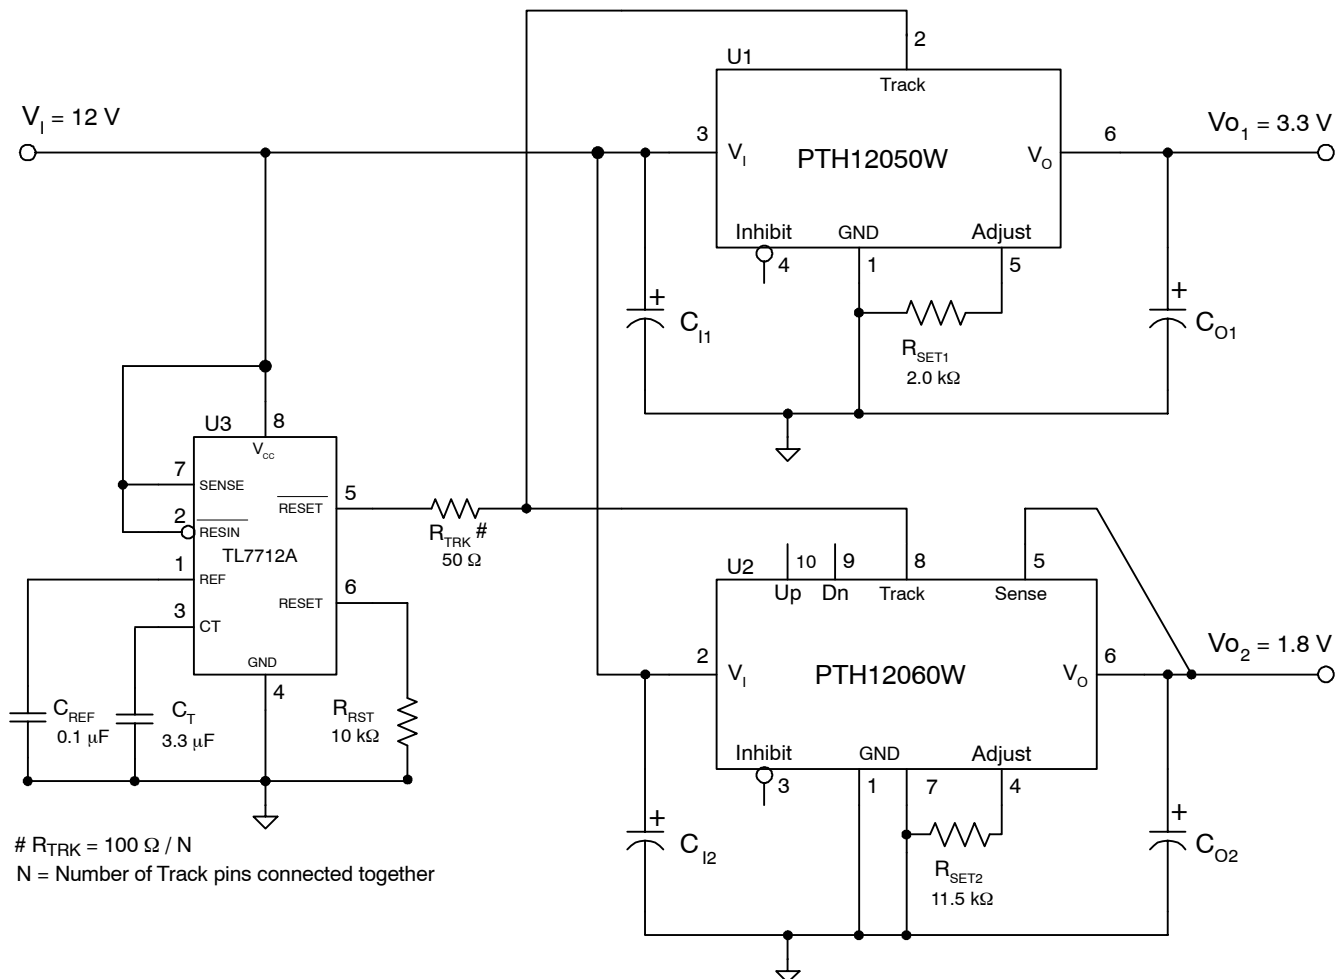 2
U1
Track
V_I = 12 V
Vo_1 = 3.3 V
3
6
V_I
PTH12050W
V_O
Inhibit
GND
Adjust
4
1
5
+
C_I1
+
C_O1
R_SET1
2.0 kΩ
U3
8
V_CC
7
SENSE
5
RESET
2
RESIN
R_TRK #
50 Ω
TL7712A
1
REF
6
RESET
3
CT
GND
4
U2
10
9
8
5
Up
Dn
Track
Sense
Vo_2 = 1.8 V
2
6
V_I
PTH12060W
V_O
C_REF
0.1 μF
C_T
3.3 μF
R_RST
10 kΩ
Inhibit
GND
Adjust
3
1
7
4
+
C_I2
+
C_O2
R_SET2
11.5 kΩ
# R_TRK = 100 Ω / N
N = Number of Track pins connected together